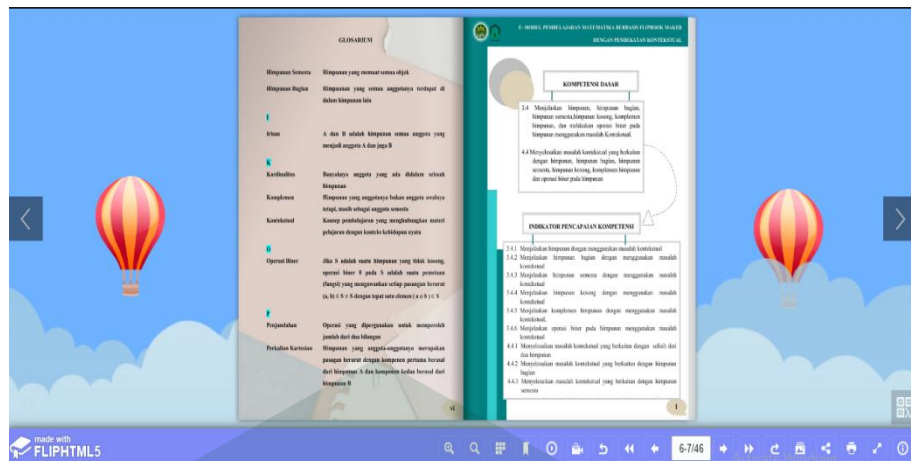 GLOSARIUM
Himpunan Semesta Himpunan yang memuat semua objek
Himpunan Bagian Himpuanan yang semua anggotanya terdapat di
dalam himpunan lain
I
Irisan A dan B adalah himpunan semua anggota yang
menjadi anggota A dan juga B
K
Kardinalitas Banyaknya anggota yang ada didalam sebuah
himpunan
Komplemen Himpunan yang anggotanya bukan anggota awalnya
tetapi, masih sebagai anggota semesta
Kontekstual Konsep pembelajaran yang menghubungkan materi
pelajaran dengan konteks kehidupan nyata
O
Operasi Biner Jika S adalah suatu himpunan yang tidak kosong,
operasi biner pada S adalah suatu pemetaan
(fungsi) yang mengawankan setiap pasangan berurut
(a, b) ∈ S × S dengan tepat satu elemen
P
Penjumlahan Operasi yang dipergunakan untuk memperoleh
jumlah dari dua bilangan
Perkalian Kartesian Himpunan yang anggota-anggotanya merupakan
pasagan berurut dengan kompenen pertama berasal
dari himpunan A dan komponen kedua berasal dari
himpunan B
vi
E- MODUL PEMBELAJARAN MATEMATIKA BERBASIS FLIPBOOK MAKER
DENGAN PENDEKATAN KONTEKSTUAL
KOMPETENSI DASAR
3.4 Menjelaskan himpunan, himpunan bagian,
himpunan semesta,himpunan kosong, komplemen
himpunan, dan melakukan operasi biner pada
himpunan menggunakan masalah Kontekstual.
4.4 Menyelesaikan masalah kontekstual yang berkaitan
dengan himpunan, himpunan bagian, himpunan
semesta, himpunan kosong, komplemen himpunan
dan operasi biner pada himpunan
INDIKATOR PENCAPAIAN KOMPETENSI
3.4.1 Menjelaskan himpunan dengan menggunakan masalah kontekstual
3.4.2 Menjelaskan himpunan bagian dengan menggunakan masalah
kontekstual
3.4.3 Menjelaskan himpunan semesta dengan menggunakan masalah
kontekstual
3.4.4 Menjelaskan himpunan kosong dengan menggunakan masalah
kontekstual
3.4.5 Menjelaskan komplemen himpunan dengan menggunakan masalah
kontekstual.
3.4.6 Menjelaskan operasi biner pada himpunan menggunakan masalah
kontekstual
4.4.1 Menyelesaikan masalah kontekstual yang berkaitan dengan selisih dari
dua himpunan
4.4.2 Menyelesaikan masalah kontekstual yang berkaitan dengan himpunan
bagian
4.4.3 Menyelesaikan masalah kontekstual yang berkaitan dengan himpunan
semesta
1
made with
FLIPHTML5
6-7/46